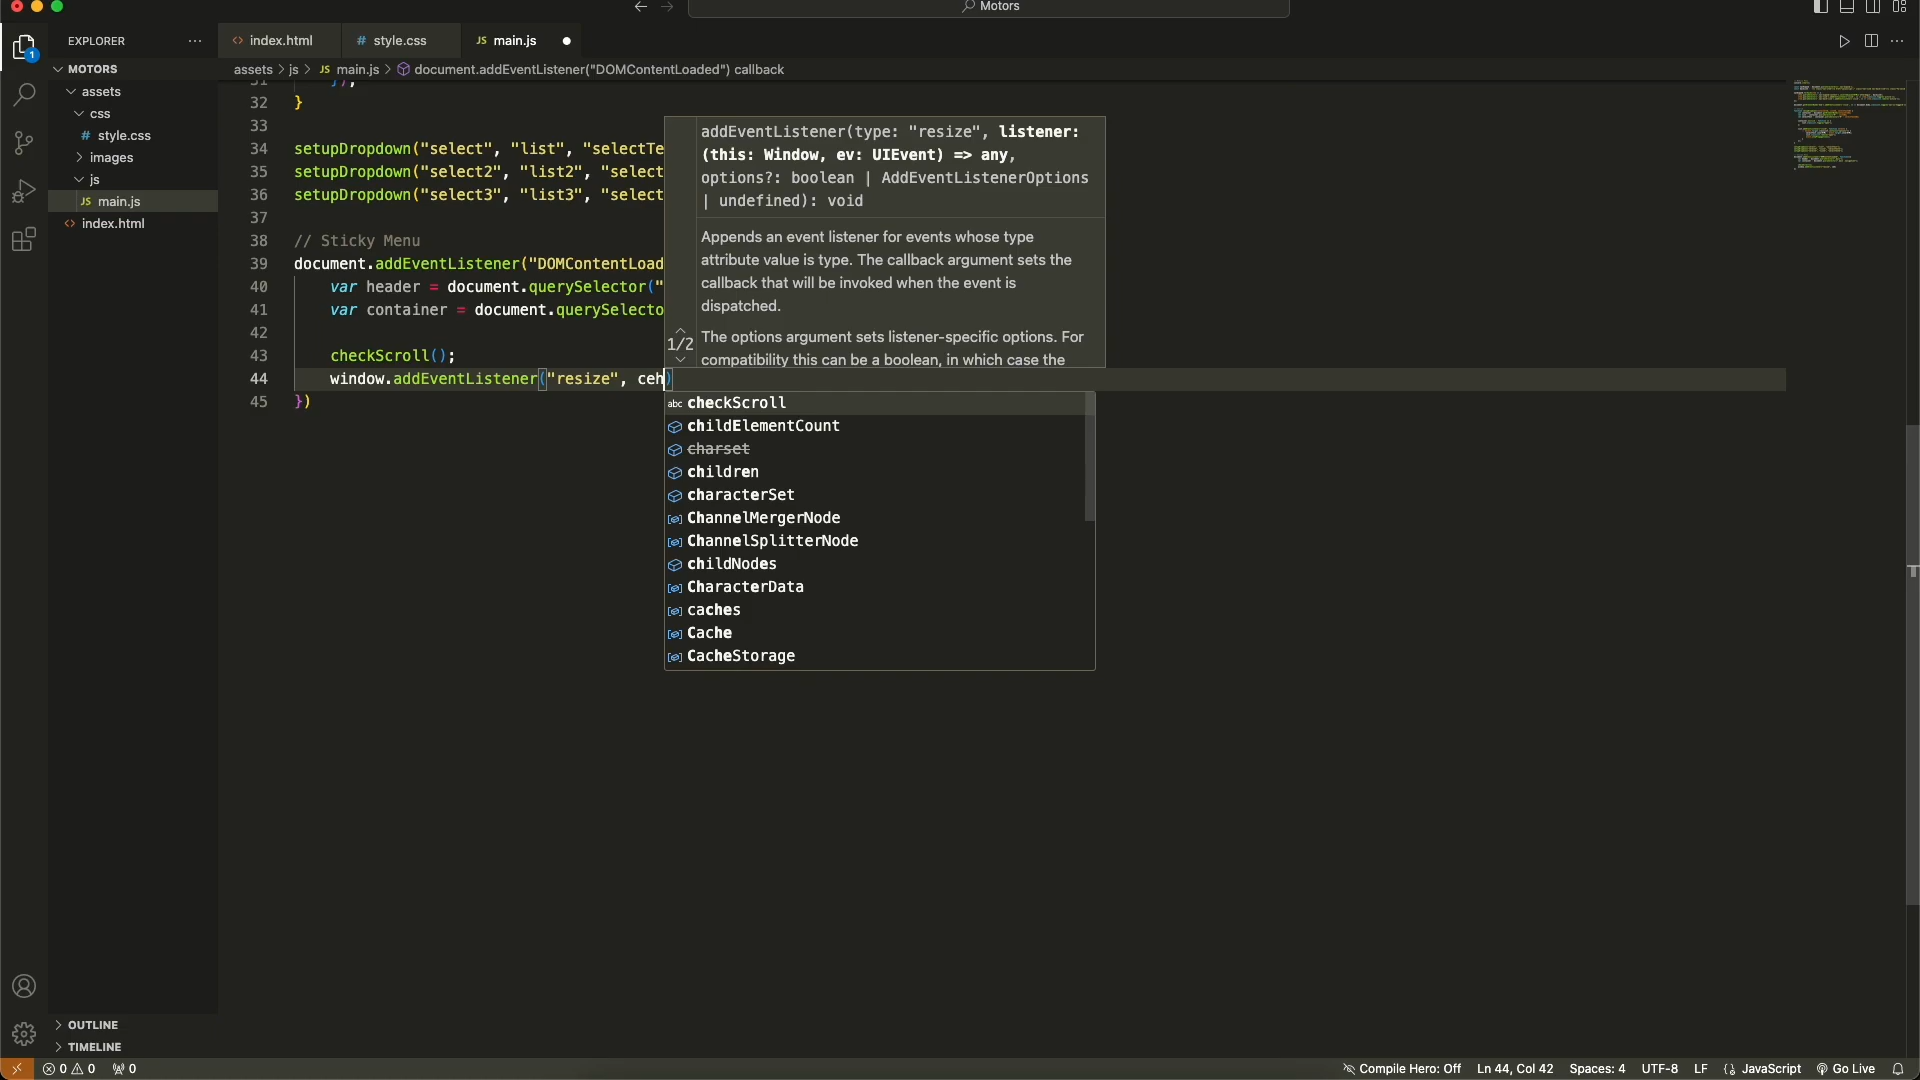 Motors
EXPLORER
index.html
style.css
main.js
MOTORS
assets > js > JS main.js > document.addEventListener("DOMContentLoaded") callback
assets
css
# style.css
images
js
JS main.js
<> index.html
1
31 });
32 }
33
34 setupDropdown("select", "list", "selectTe
35 setupDropdown("select2", "list2", "select
36 setupDropdown("select3", "list3", "select
37
38 // Sticky Menu
39 document.addEventListener("DOMContentLoad
40 var header = document.querySelector("
41 var container = document.querySelecto
42
43 checkScroll();
44 window.addEventListener("resize", ceh)
45 })
addEventListener(type: "resize", listener:
(this: Window, ev: UIEvent) => any,
options?: boolean | AddEventListenerOptions
| undefined): void
Appends an event listener for events whose type
attribute value is type. The callback argument sets the
callback that will be invoked when the event is
dispatched.
1/2
The options argument sets listener-specific options. For
compatibility this can be a boolean, in which case the
abc checkScroll
childElementCount
charset
children
characterSet
ChannelMergerNode
ChannelSplitterNode
childNodes
CharacterData
caches
Cache
CacheStorage
OUTLINE
TIMELINE
0 0 0
Compile Hero: Off Ln 44, Col 42 Spaces: 4 UTF-8 LF {} JavaScript Go Live